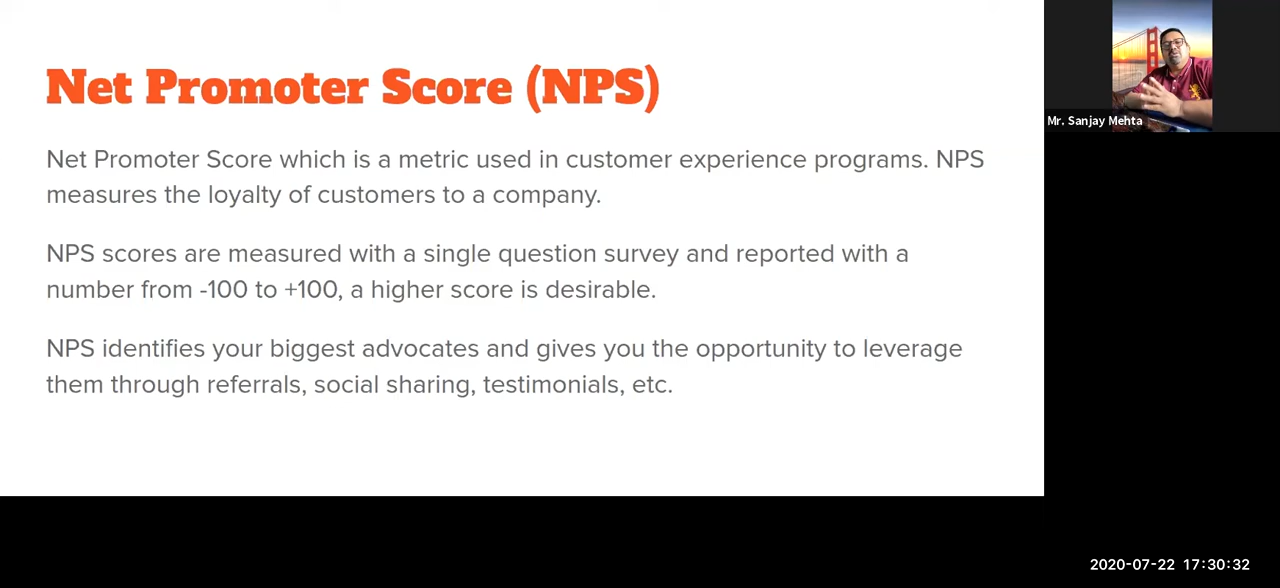 Net Promoter Score (NPS)
Net Promoter Score which is a metric used in customer experience programs. NPS
measures the loyalty of customers to a company.
NPS scores are measured with a single question survey and reported with a
number from -100 to +100, a higher score is desirable.
NPS identifies your biggest advocates and gives you the opportunity to leverage
them through referrals, social sharing, testimonials, etc.
Mr. Sanjay Mehta
2020-07-22 17:30:32